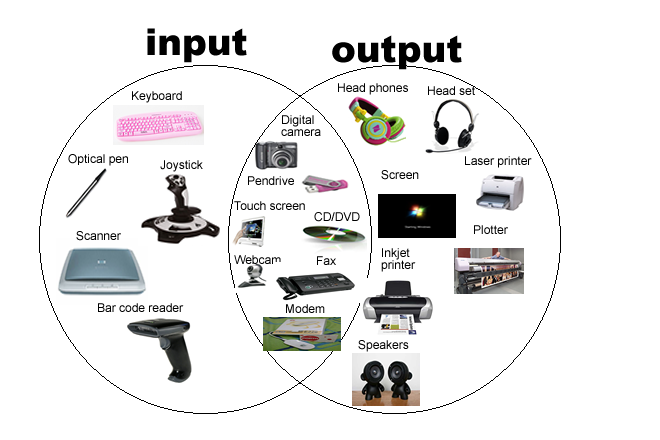 input
output
Keyboard
Optical pen
Joystick
Scanner
Bar code reader
Digital
camera
Pendrive
Touch screen
CD/DVD
Webcam
Fax
Modem
Head phones
Head set
Laser printer
Screen
Plotter
Inkjet
printer
Speakers